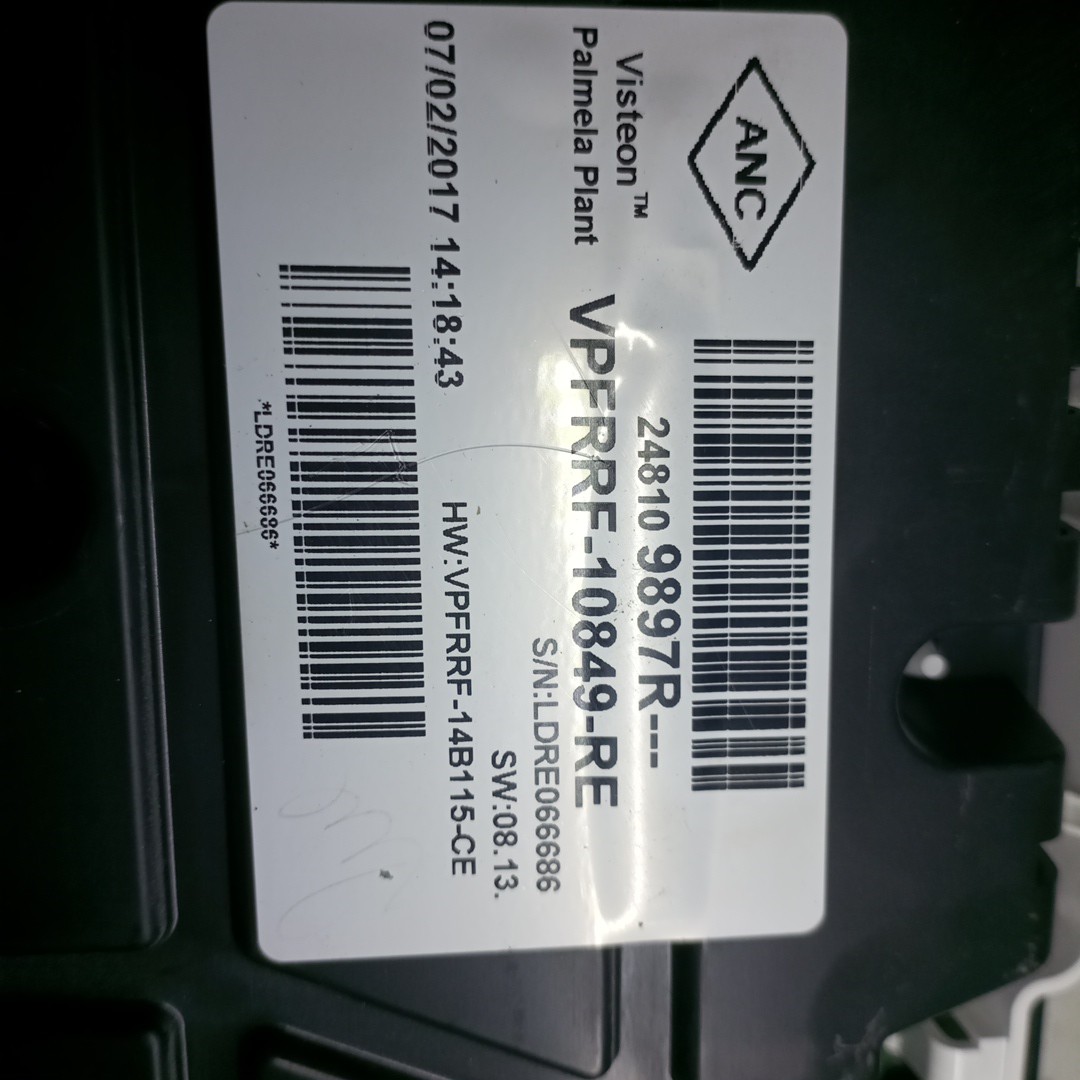 ANC
24810 9897R---
Visteon™
Palmela Plant
VPFRRF-10849-RE
S/N:LDRE066686
SW:08.13.
07/02/2017 14:18:43
HW:VPFRRF-14B115-CE
*LDRE066686*